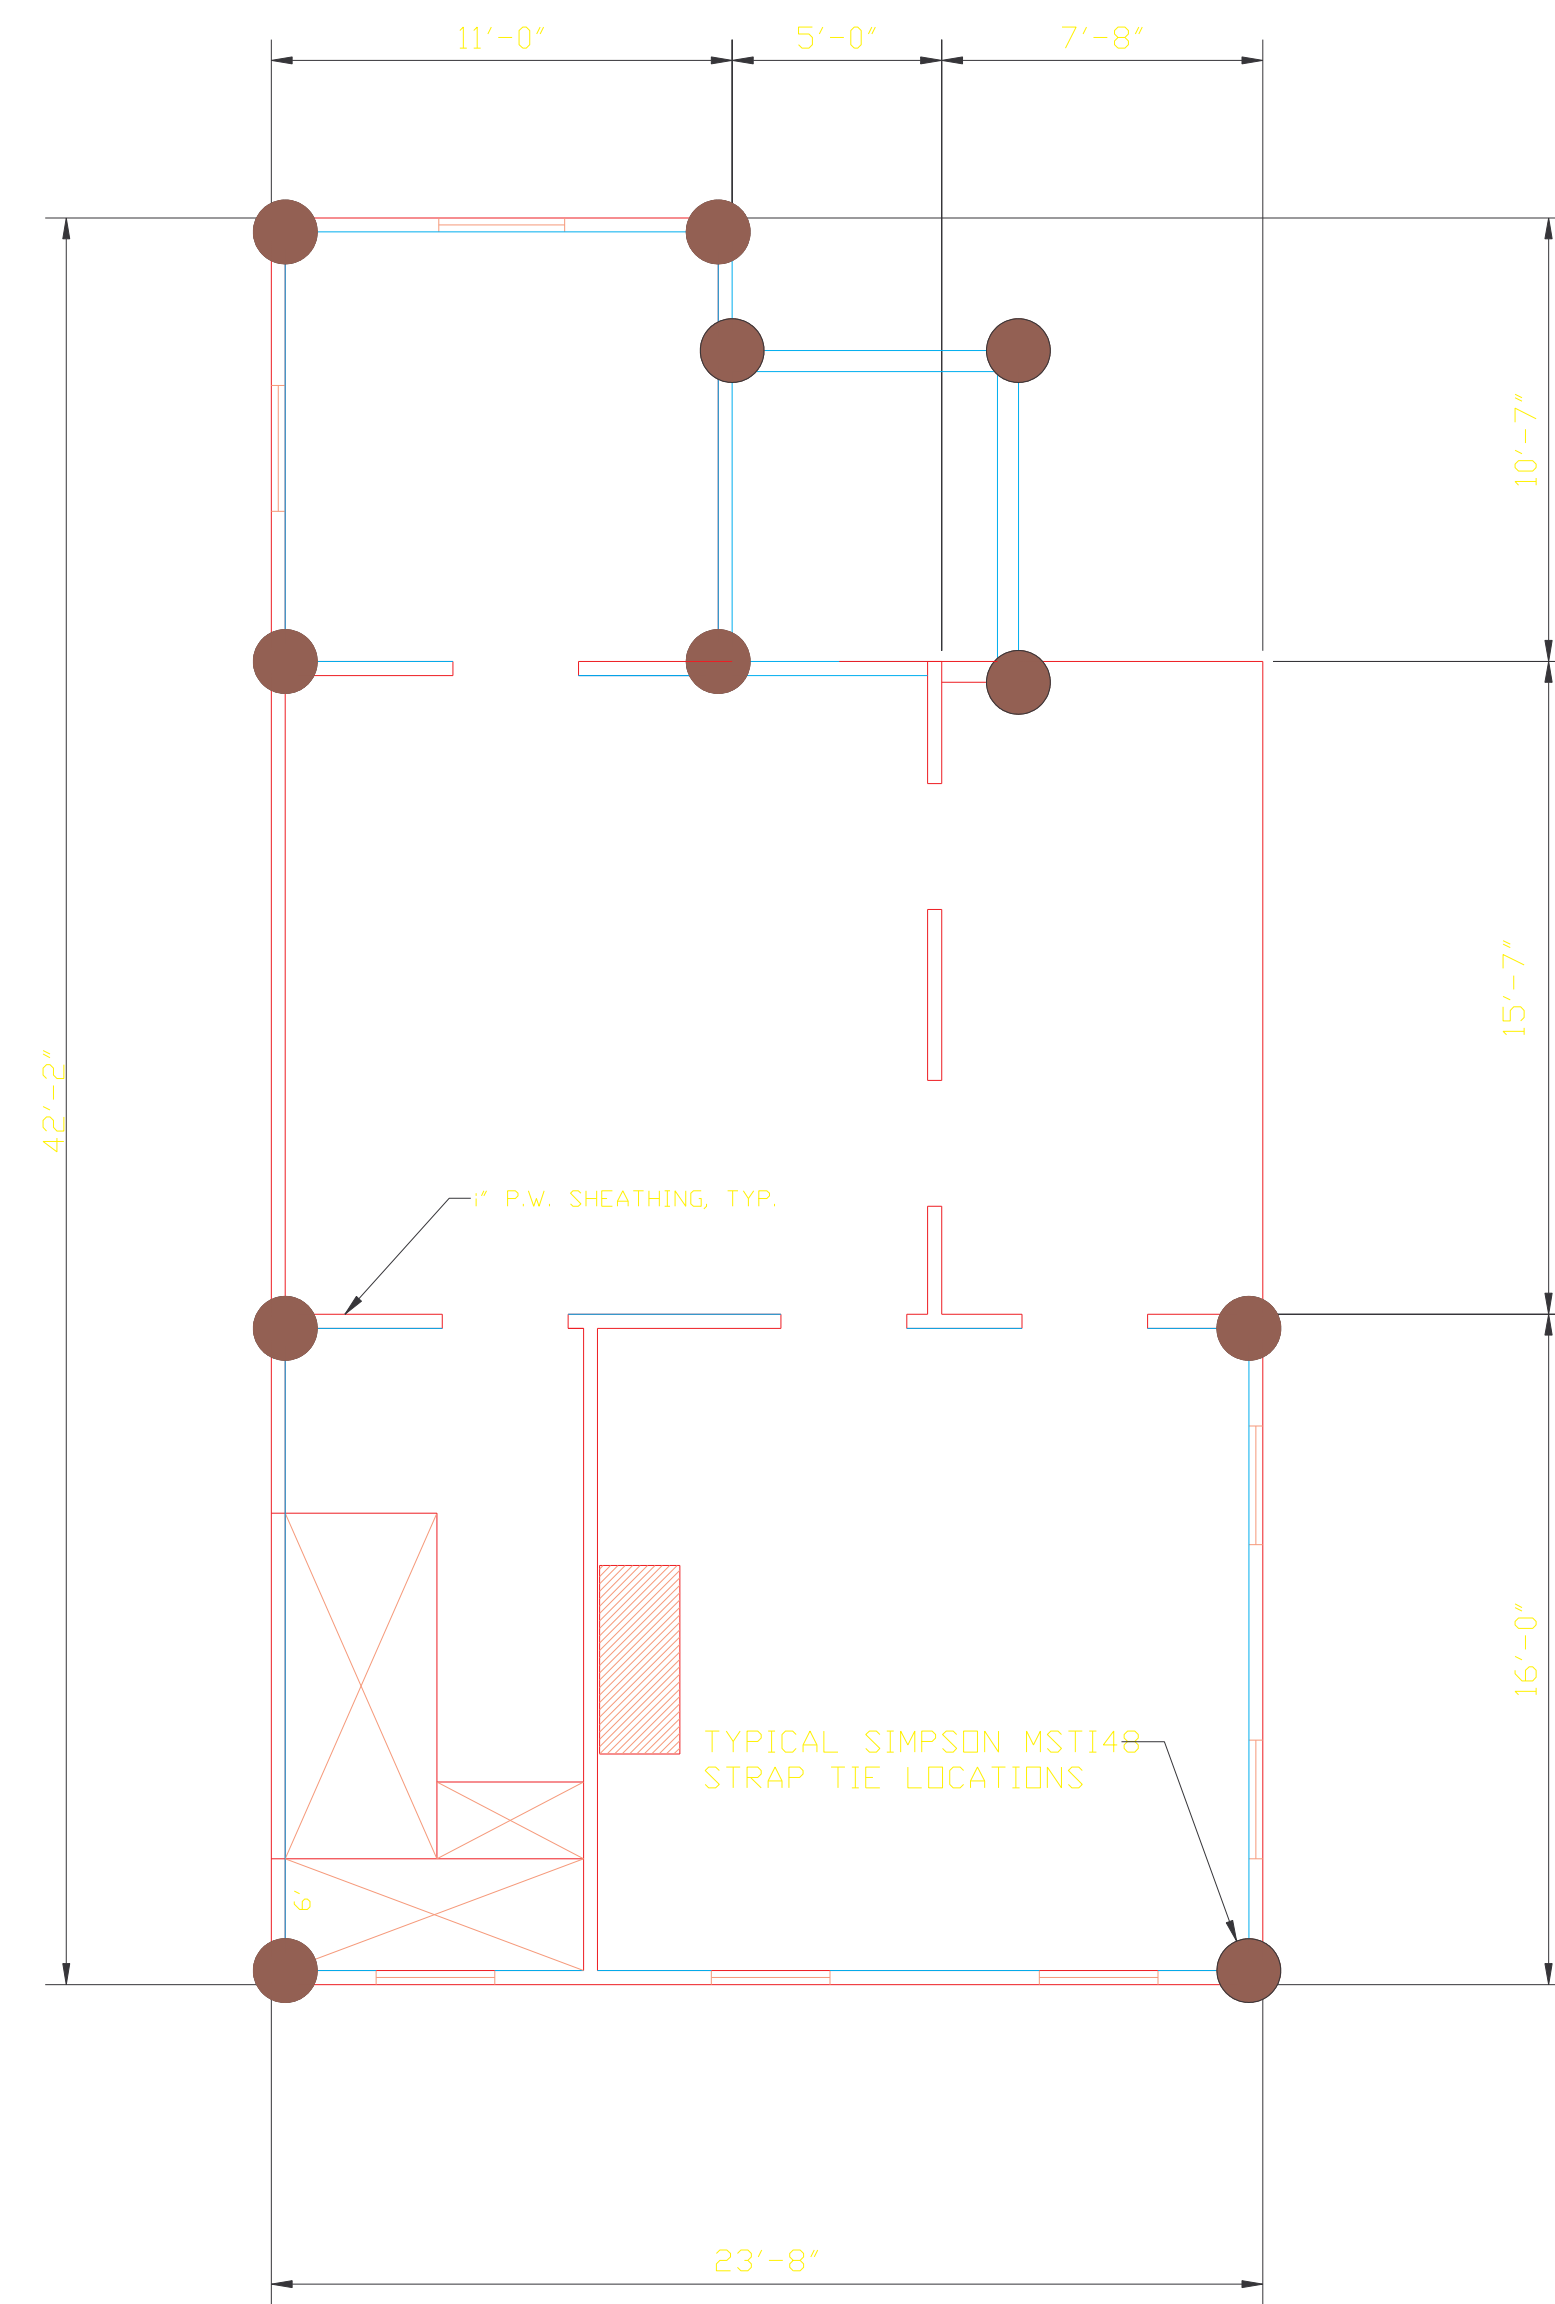 11'-0" 5'-0" 7'-8"
10'-7"
15'-7"
42'-2"
P.W. SHEATHING, TYP.
16'-0"
TYPICAL SIMPSON MSTI48
STRAP TIE LOCATIONS
6'
23'-8"